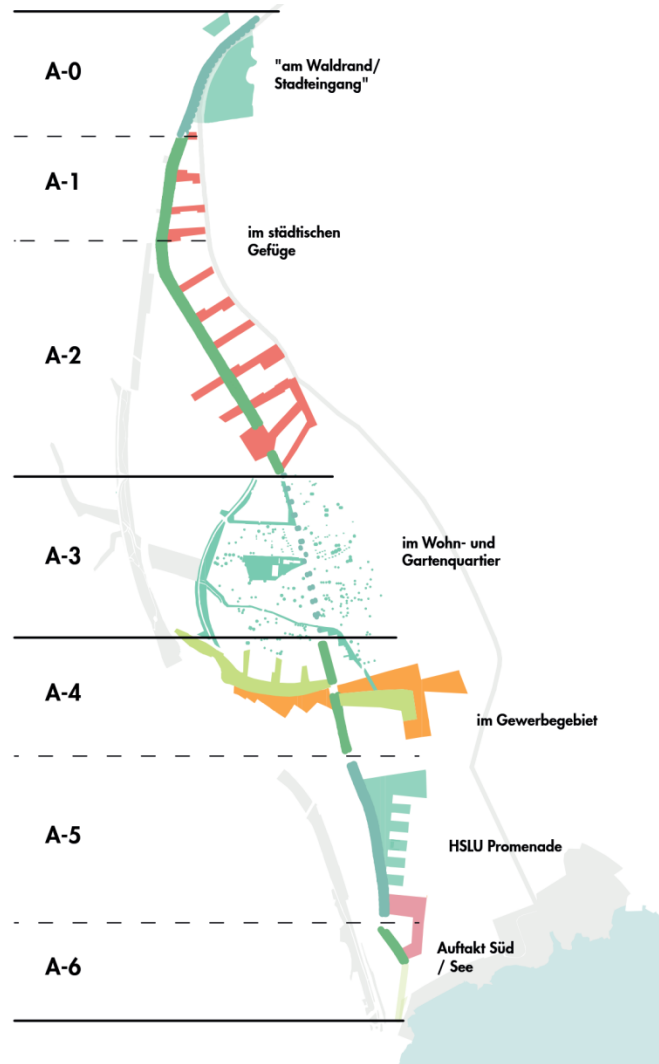 A-0
"am Waldrand/
Stadteingang"
A-1
im städtischen
Gefüge
A-2
A-3
im Wohn- und
Gartenquartier
A-4
im Gewerbegebiet
A-5
HSLU Promenade
A-6
Auftakt Süd
/ See